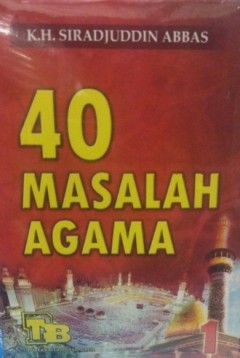 K.H. SIRADJUDDIN ABBAS
40
MASALAH
AGAMA
TB
1